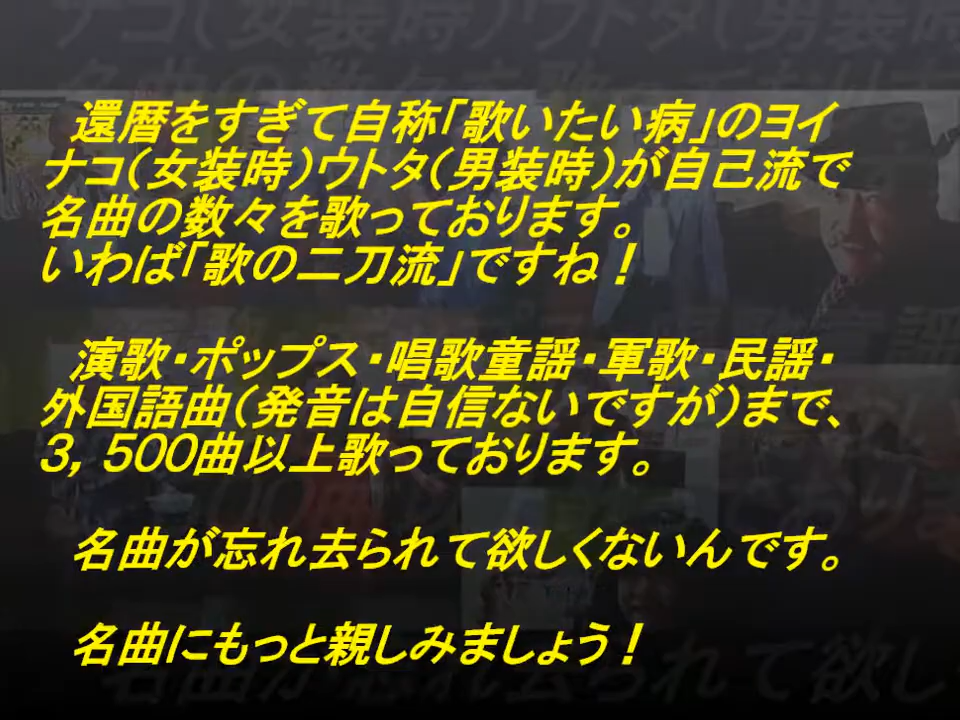 還暦をすぎて自称｢歌いたい病｣のヨイ
ナコ(女装時)ウトタ(男装時)が自己流で
名曲の数々を歌っております。
いわば｢歌の二刀流｣ですね！
演歌・ポップス・唱歌童謡・軍歌・民謡・
外国語曲(発音は自信ないですが)まで、
３，５００曲以上歌っております。
名曲が忘れ去られて欲しくないんです。
名曲にもっと親しみましょう！